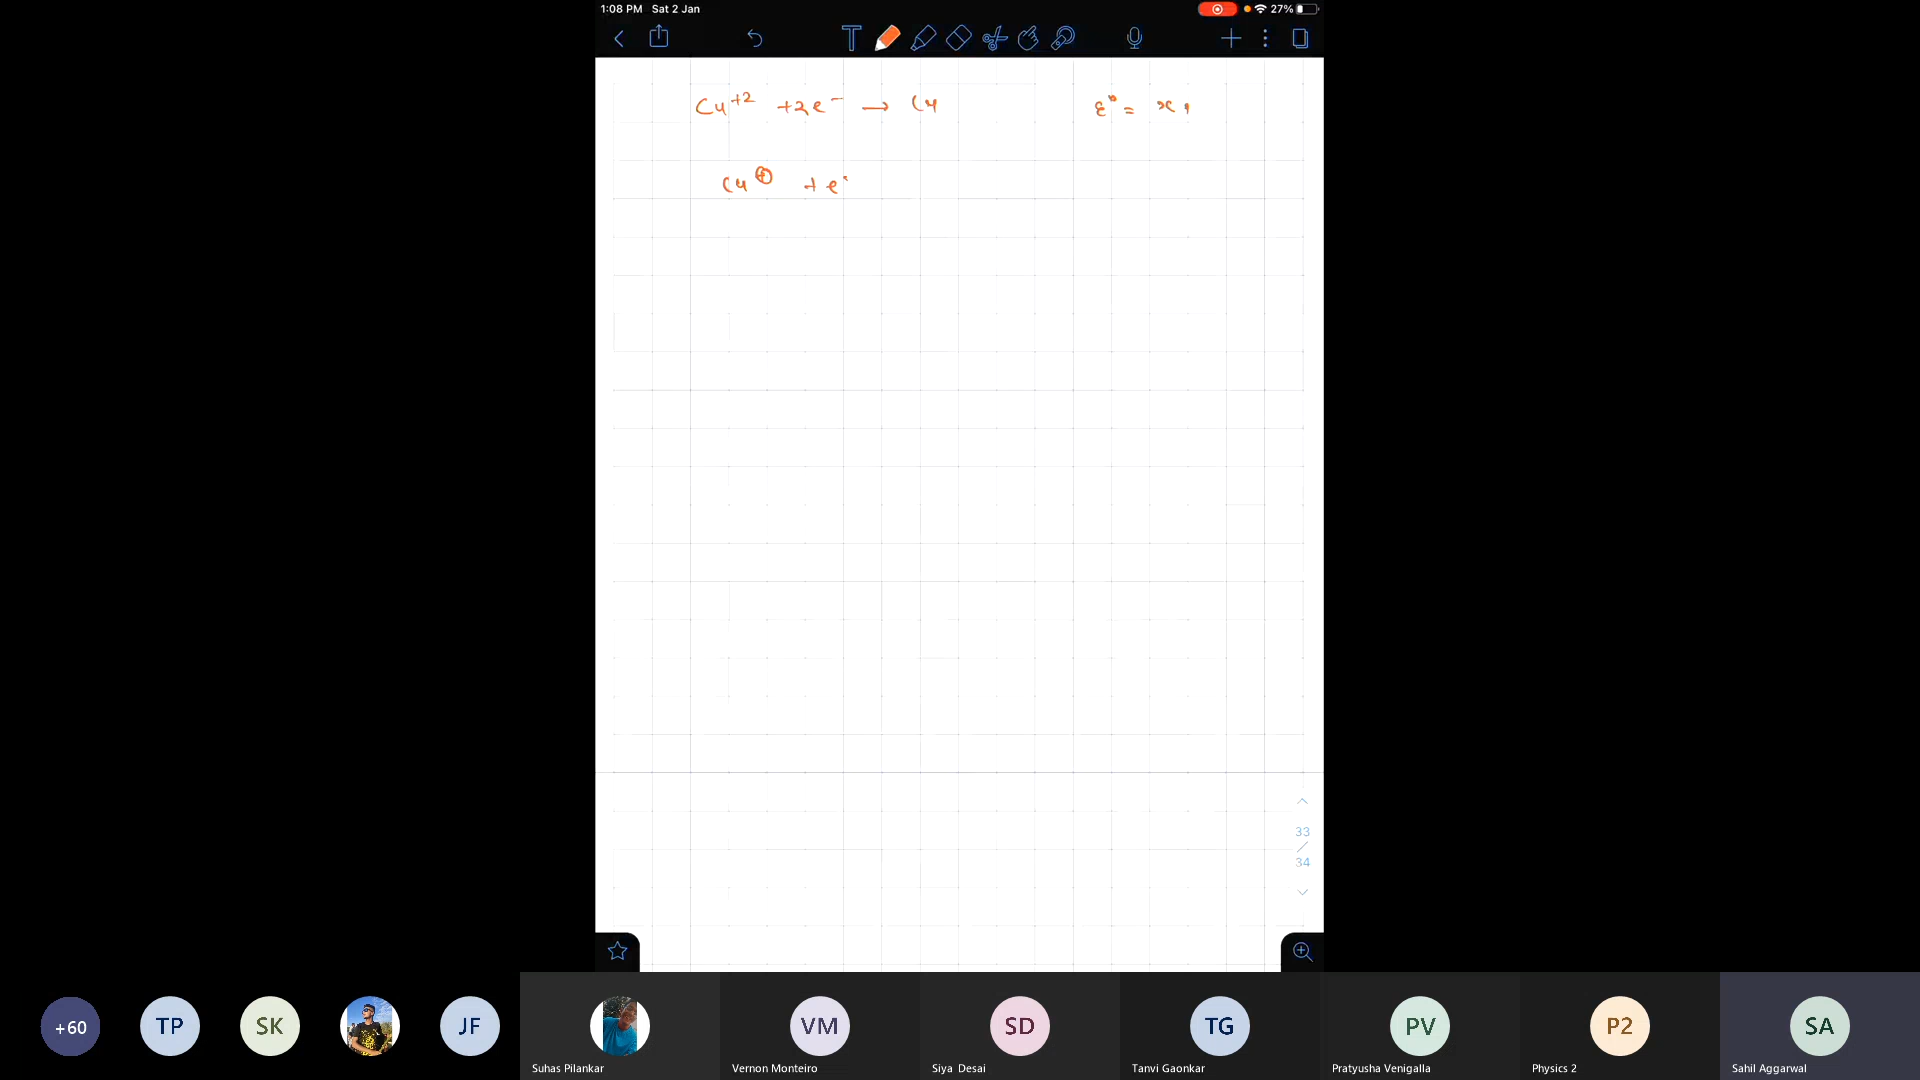 1:08 PM Sat 2 Jan
27%
T
Cu⁺² +2e⁻ → Cu E° = x₁
Cu⊕ + e⁻
33
34
+60
TP
SK
JF
VM
SD
TG
PV
P2
SA
Suhas Pilankar
Vernon Monteiro
Siya Desai
Tanvi Gaonkar
Pratyusha Venigalla
Physics 2
Sahil Aggarwal